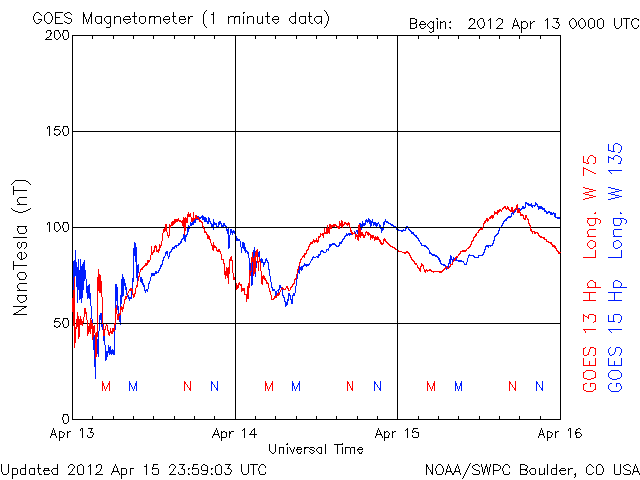 GOES Magnetometer (1 minute data)
Begin: 2012 Apr 13 0000 UTC
200
150
100
50
0
NanoTesla (nT)
M M N N M M N N M M N N
Apr 13 Apr 14 Apr 15 Apr 16
Universal Time
GOES 13 Hp Long. W 75
GOES 15 Hp Long. W 135
Updated 2012 Apr 15 23:59:03 UTC
NOAA/SWPC Boulder, CO USA